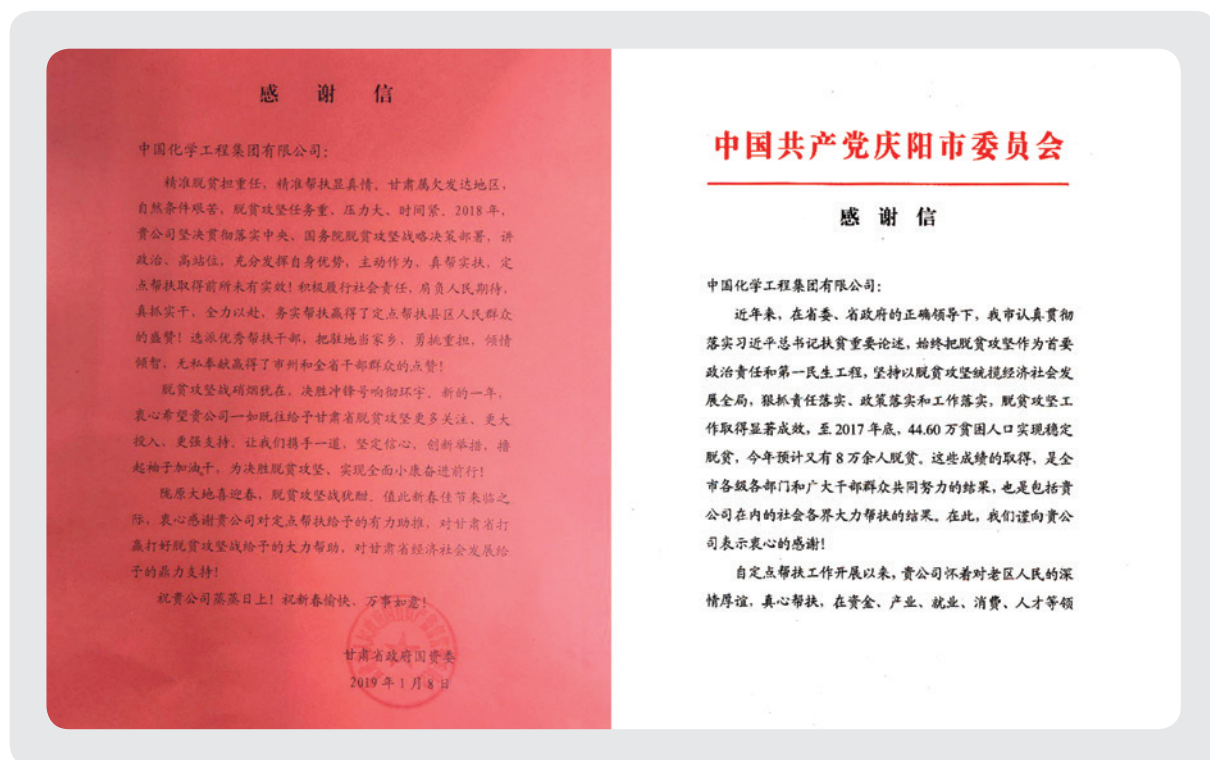 感谢信
中国化学工程集团有限公司：
精准脱贫担重任，精准帮扶显真情。甘肃属欠发达地区，
自然条件艰苦，脱贫攻坚任务重，压力大、时间紧。2018年，
贵公司坚决贯彻落实中央、国务院脱贫攻坚战略决策部署，讲
政治、高站位，充分发挥自身优势，主动作为，真帮实扶，定
点帮扶取得前所未有实效！积极履行社会责任，肩负人民期待，
真抓实干，全力以赴，务实帮扶赢得了定点帮扶县区人民群众
的盛赞！选派优秀帮扶干部，把驻地当家乡，勇挑重担，倾情
倾智，无私奉献赢得了市州和全省干部群众的点赞！
脱贫攻坚战硝烟犹在，决胜冲锋号响彻环宇。新的一年，
衷心希望贵公司一如既往给予甘肃省脱贫攻坚更多关注、更大
投入、更强支持。让我们携手一道，坚定信心，创新举措，撸
起袖子加油干，为决胜脱贫攻坚、实现全面小康奋进前行！
陇原大地喜迎春，脱贫攻坚战犹酣。值此新春佳节来临之
际，衷心感谢贵公司对定点帮扶给予的有力助推，对甘肃省打
赢打好脱贫攻坚战给予的大力帮助，对甘肃省经济社会发展给
予的鼎力支持！
祝贵公司蒸蒸日上！祝新春愉快、万事如意！
甘肃省政府国资委
2019年1月8日
中国共产党庆阳市委员会
感谢信
中国化学工程集团有限公司：
近年来，在省委、省政府的正确领导下，我市认真贯彻
落实习近平总书记扶贫重要论述，始终把脱贫攻坚作为首要
政治责任和第一民生工程，坚持以脱贫攻坚统揽经济社会发
展全局，狠抓责任落实、政策落实和工作落实，脱贫攻坚工
作取得显著成效，至2017年底，44.60万贫困人口实现稳定
脱贫，今年预计又有8万余人脱贫。这些成绩的取得，是全
市各级各部门和广大干部群众共同努力的结果，也是包括贵
公司在内的社会各界大力帮扶的结果。在此，我们谨向贵公
司表示衷心的感谢！
自定点帮扶工作开展以来，贵公司怀着对老区人民的深
情厚谊，真心帮扶，在资金、产业、就业、消费、人才等领